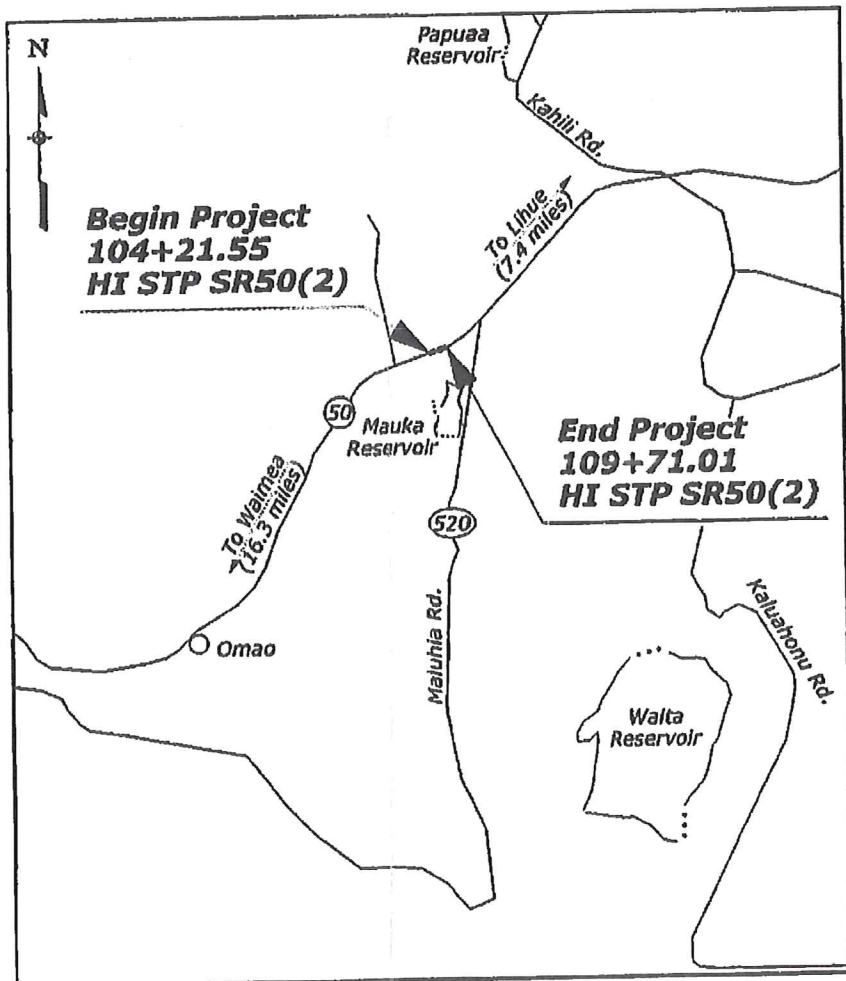 N
Papuaa
Reservoir
Kahili Rd.
To Lihue
(7.4 miles)
Begin Project
104+21.55
HI STP SR50(2)
50
Mauka
Reservoir
End Project
109+71.01
HI STP SR50(2)
To Waimea
(16.3 miles)
520
Omao
Maluhia Rd.
Kaluahonu Rd.
Waita
Reservoir